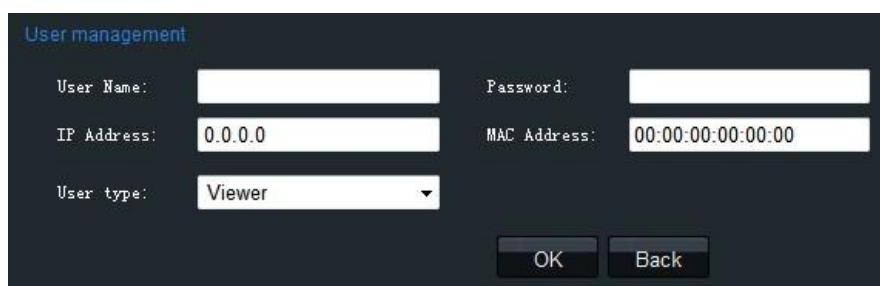 User management
User Name:
Password:
IP Address: 0.0.0.0
MAC Address: 00:00:00:00:00:00
User type: Viewer
OK
Back